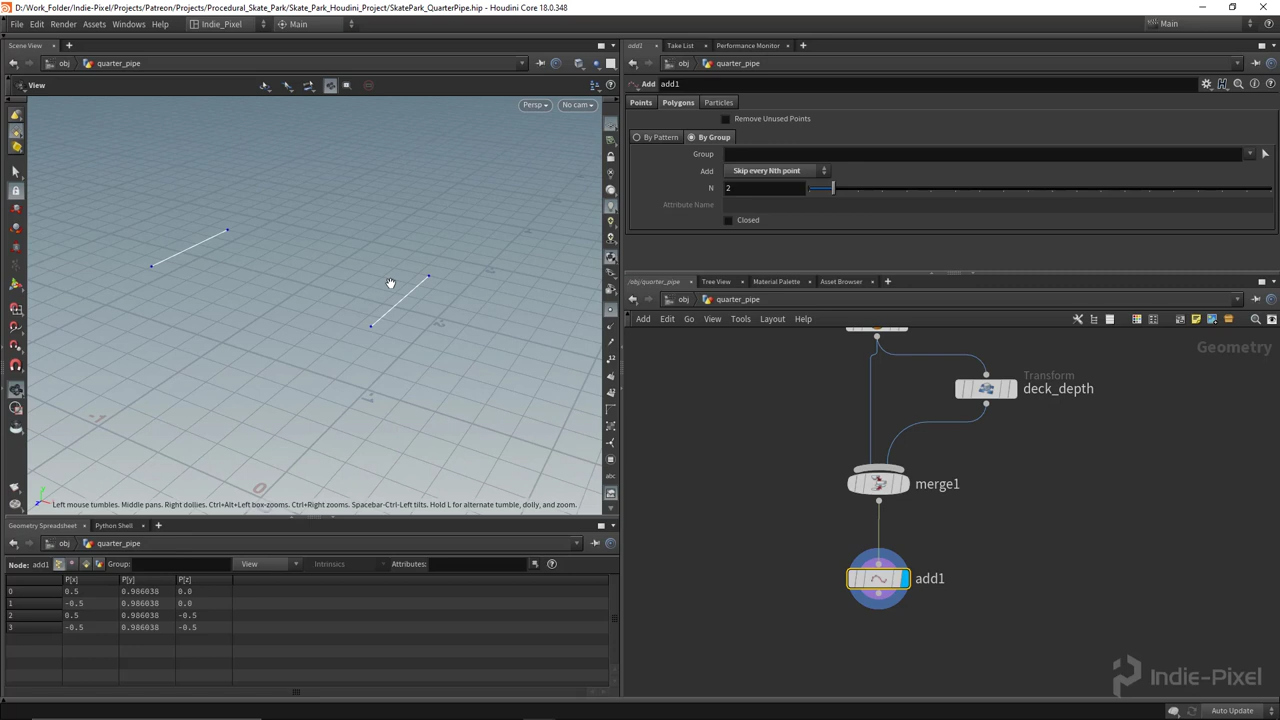 D:/Work_Folder/Indie-Pixel/Projects/Patreon/Projects/Procedural_Skate_Park/Skate_Park_Houdini_Project/SkatePark_QuarterPipe.hip - Houdini Core 18.0.348
File Edit Render Assets Windows Help Indie_Pixel Main Main
Scene View
obj quarter_pipe
View
Persp No cam
Left mouse tumbles. Middle pans. Right dollies. Ctrl+Alt+Left box-zooms. Ctrl+Right zooms. Spacebar-Ctrl-Left tilts. Hold L for alternate tumble, dolly, and zoom.
Geometry Spreadsheet Python Shell
obj quarter_pipe
Node: add1 Group: View Intrinsics Attributes:
P[x] P[y] P[z]
0 0.5 0.986038 0.0
1 -0.5 0.986038 0.0
2 0.5 0.986038 -0.5
3 -0.5 0.986038 -0.5
add1 Take List Performance Monitor
obj quarter_pipe
Add add1
Points Polygons Particles
Remove Unused Points
By Pattern By Group
Group
Add Skip every Nth point
N 2
Attribute Name
Closed
/obj/quarter_pipe Tree View Material Palette Asset Browser
obj quarter_pipe
Add Edit Go View Tools Layout Help
Geometry
Transform
deck_depth
merge1
add1
Indie-Pixel
Auto Update